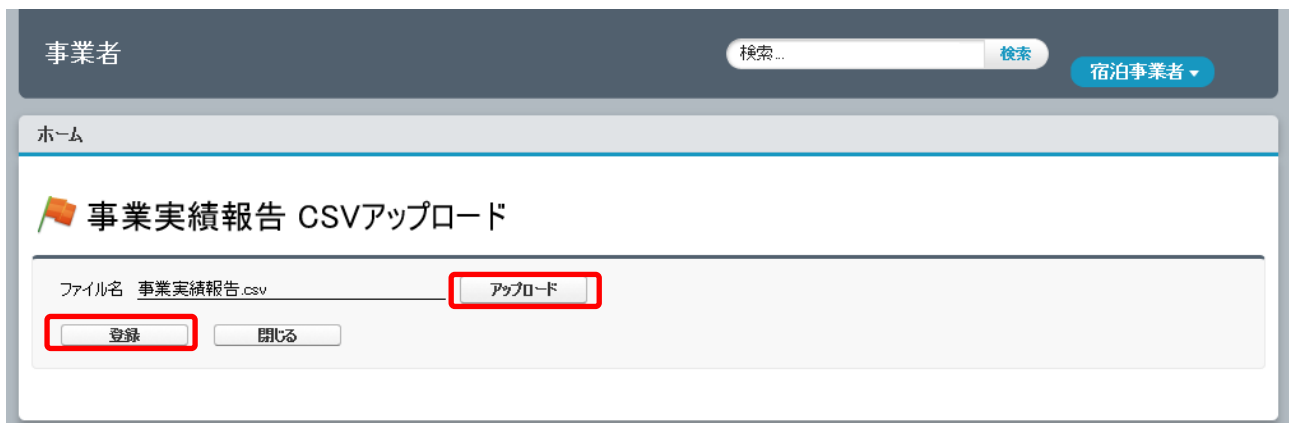 事業者
検索...
検索
宿泊事業者▼
ホーム
事業実績報告 CSVアップロード
ファイル名 事業実績報告.csv アップロード
登録 閉じる